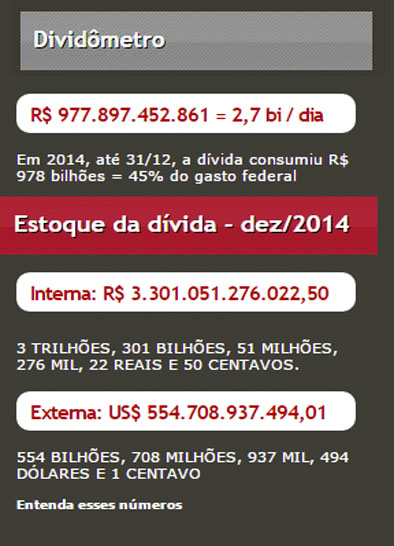 Dividômetro
R$ 977.897.452.861 = 2,7 bi / dia
Em 2014, até 31/12, a dívida consumiu R$
978 bilhões = 45% do gasto federal
Estoque da dívida - dez/2014
Interna: R$ 3.301.051.276.022,50
3 TRILHÕES, 301 BILHÕES, 51 MILHÕES,
276 MIL, 22 REAIS E 50 CENTAVOS.
Externa: US$ 554.708.937.494,01
554 BILHÕES, 708 MILHÕES, 937 MIL, 494
DÓLARES E 1 CENTAVO
Entenda esses números